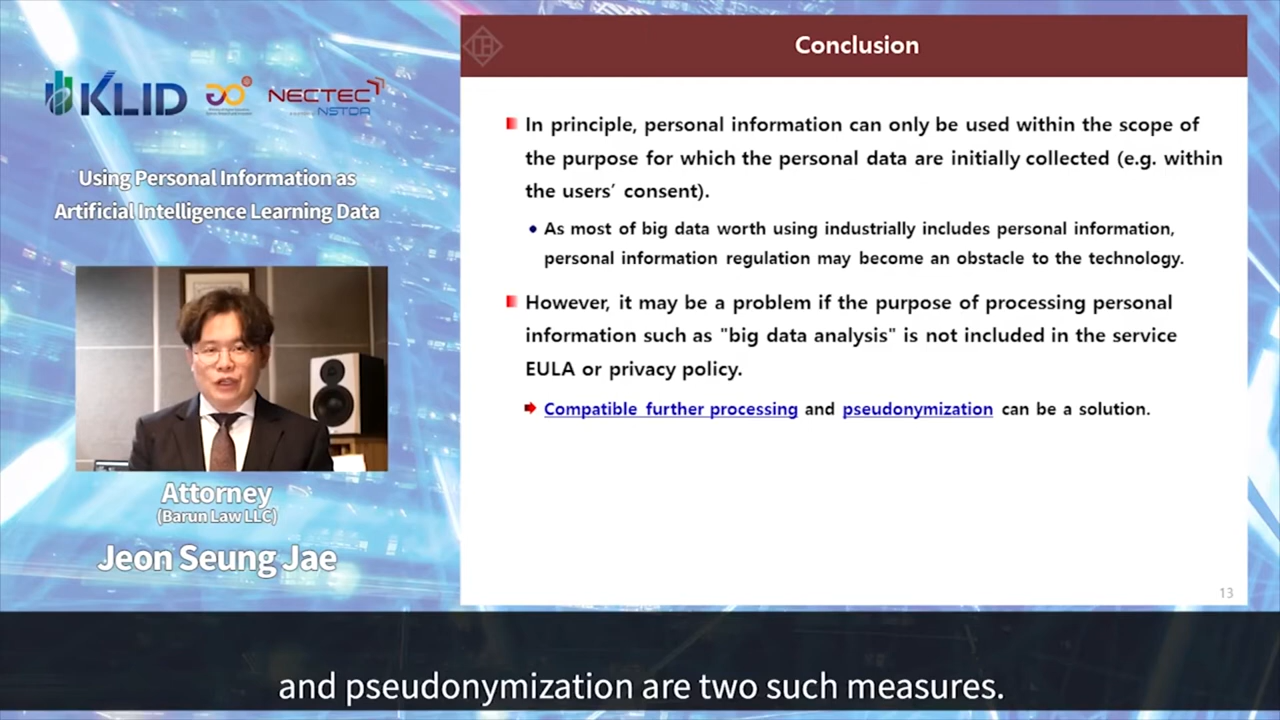 KLID
NECTEC
NSTDA
Using Personal Information as
Artificial Intelligence Learning Data
Attorney
(Barun Law LLC)
Jeon Seung Jae
Conclusion
In principle, personal information can only be used within the scope of
the purpose for which the personal data are initially collected (e.g. within
the users’ consent).
As most of big data worth using industrially includes personal information,
personal information regulation may become an obstacle to the technology.
However, it may be a problem if the purpose of processing personal
information such as "big data analysis" is not included in the service
EULA or privacy policy.
Compatible further processing and pseudonymization can be a solution.
13
and pseudonymization are two such measures.